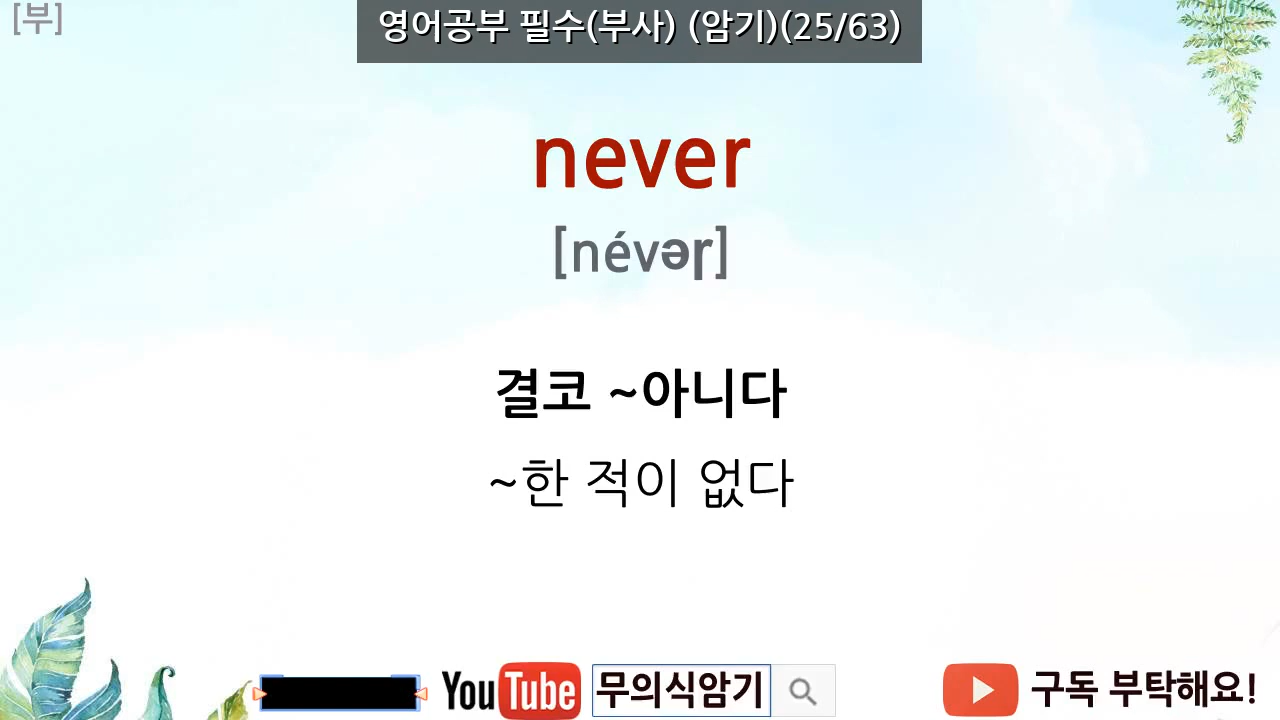 [부]
영어공부 필수(부사) (암기)(25/63)
never
[névəɼ]
결코 ~아니다
~한 적이 없다
YouTube 무의식암기 구독 부탁해요!